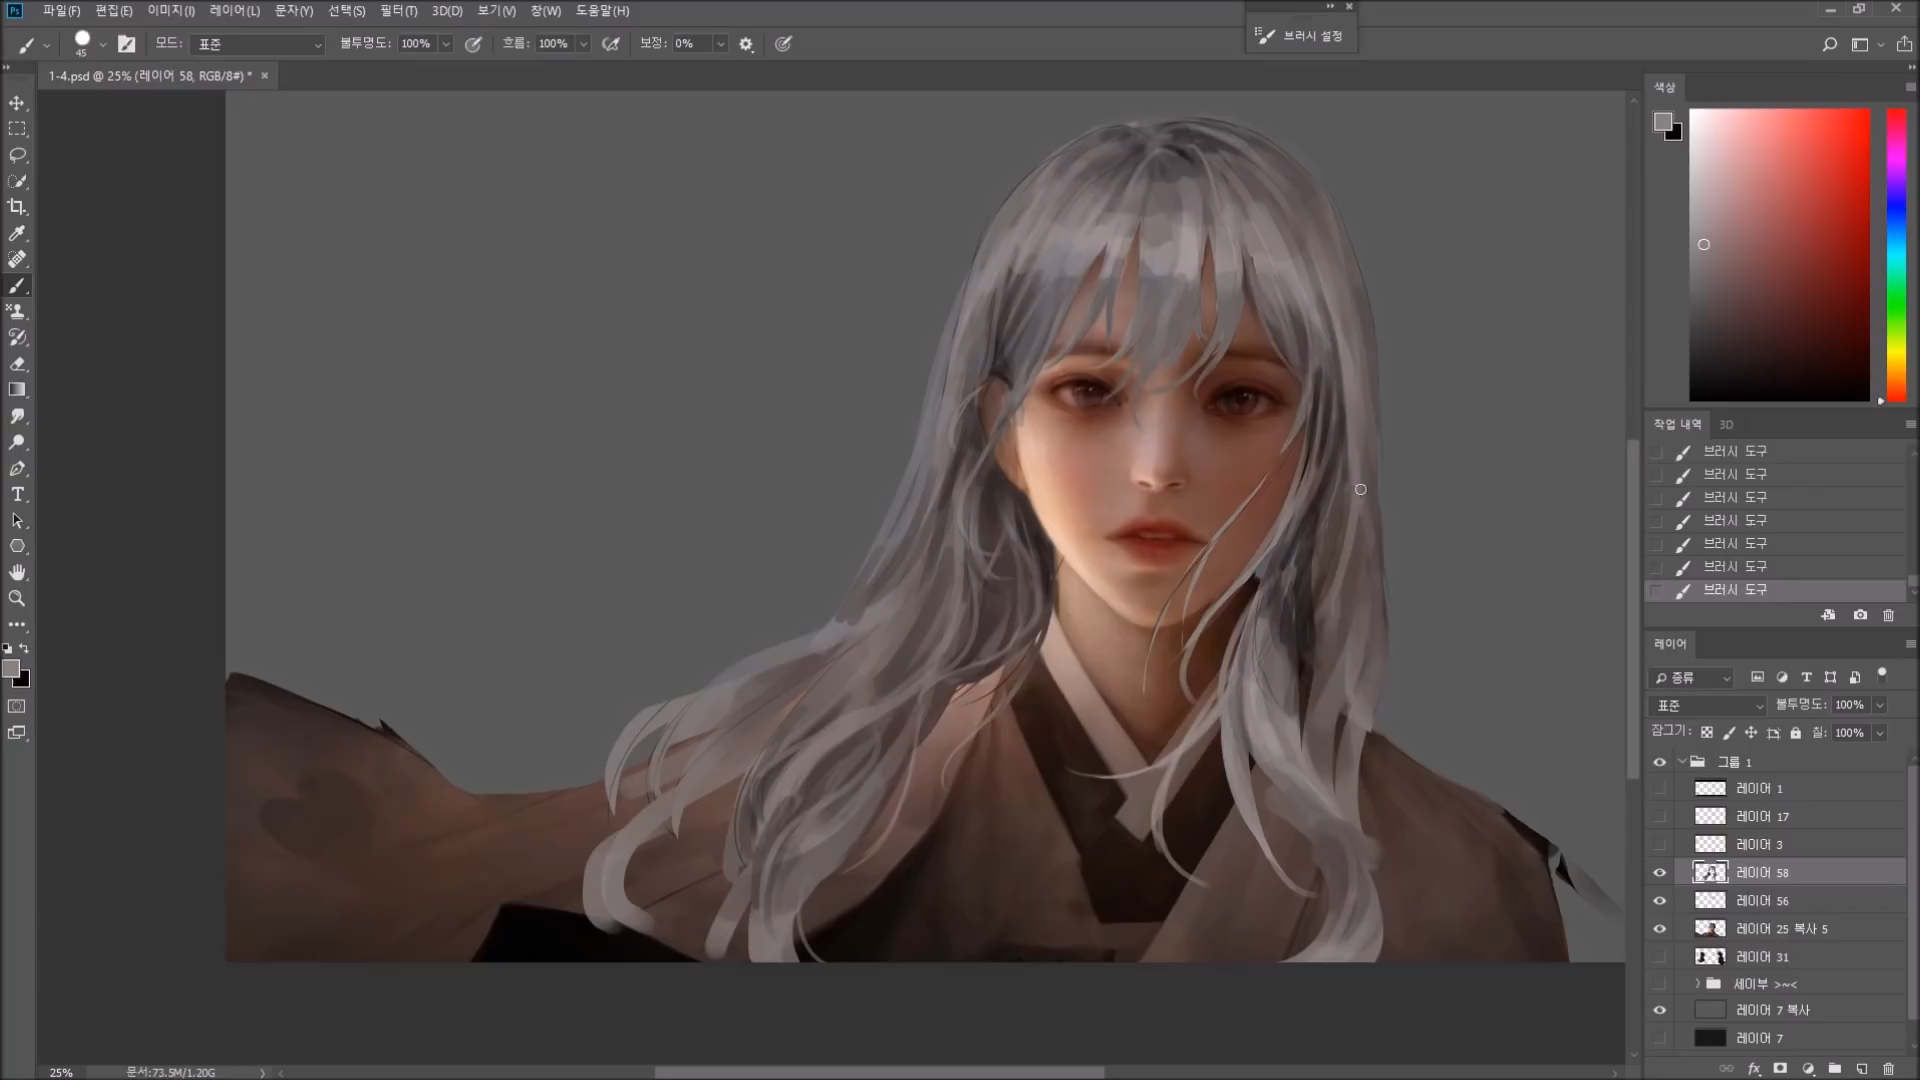 Ps 파일(F) 편집(E) 이미지(I) 레이어(L) 문자(Y) 선택(S) 필터(T) 3D(D) 보기(V) 창(W) 도움말(H)
45 모드: 표준 불투명도: 100% 흐름: 100% 보정: 0%
브러시 설정
1-4.psd @ 25% (레이어 58, RGB/8#) *
색상
작업 내역 3D
브러시 도구
브러시 도구
브러시 도구
브러시 도구
브러시 도구
브러시 도구
브러시 도구
레이어
종류
표준 불투명도: 100%
잠그기: 칠: 100%
그룹 1
레이어 1
레이어 17
레이어 3
레이어 58
레이어 56
레이어 25 복사 5
레이어 31
세이부 >~<
레이어 7 복사
레이어 7
fx
25% 문서:73.5M/1.20G